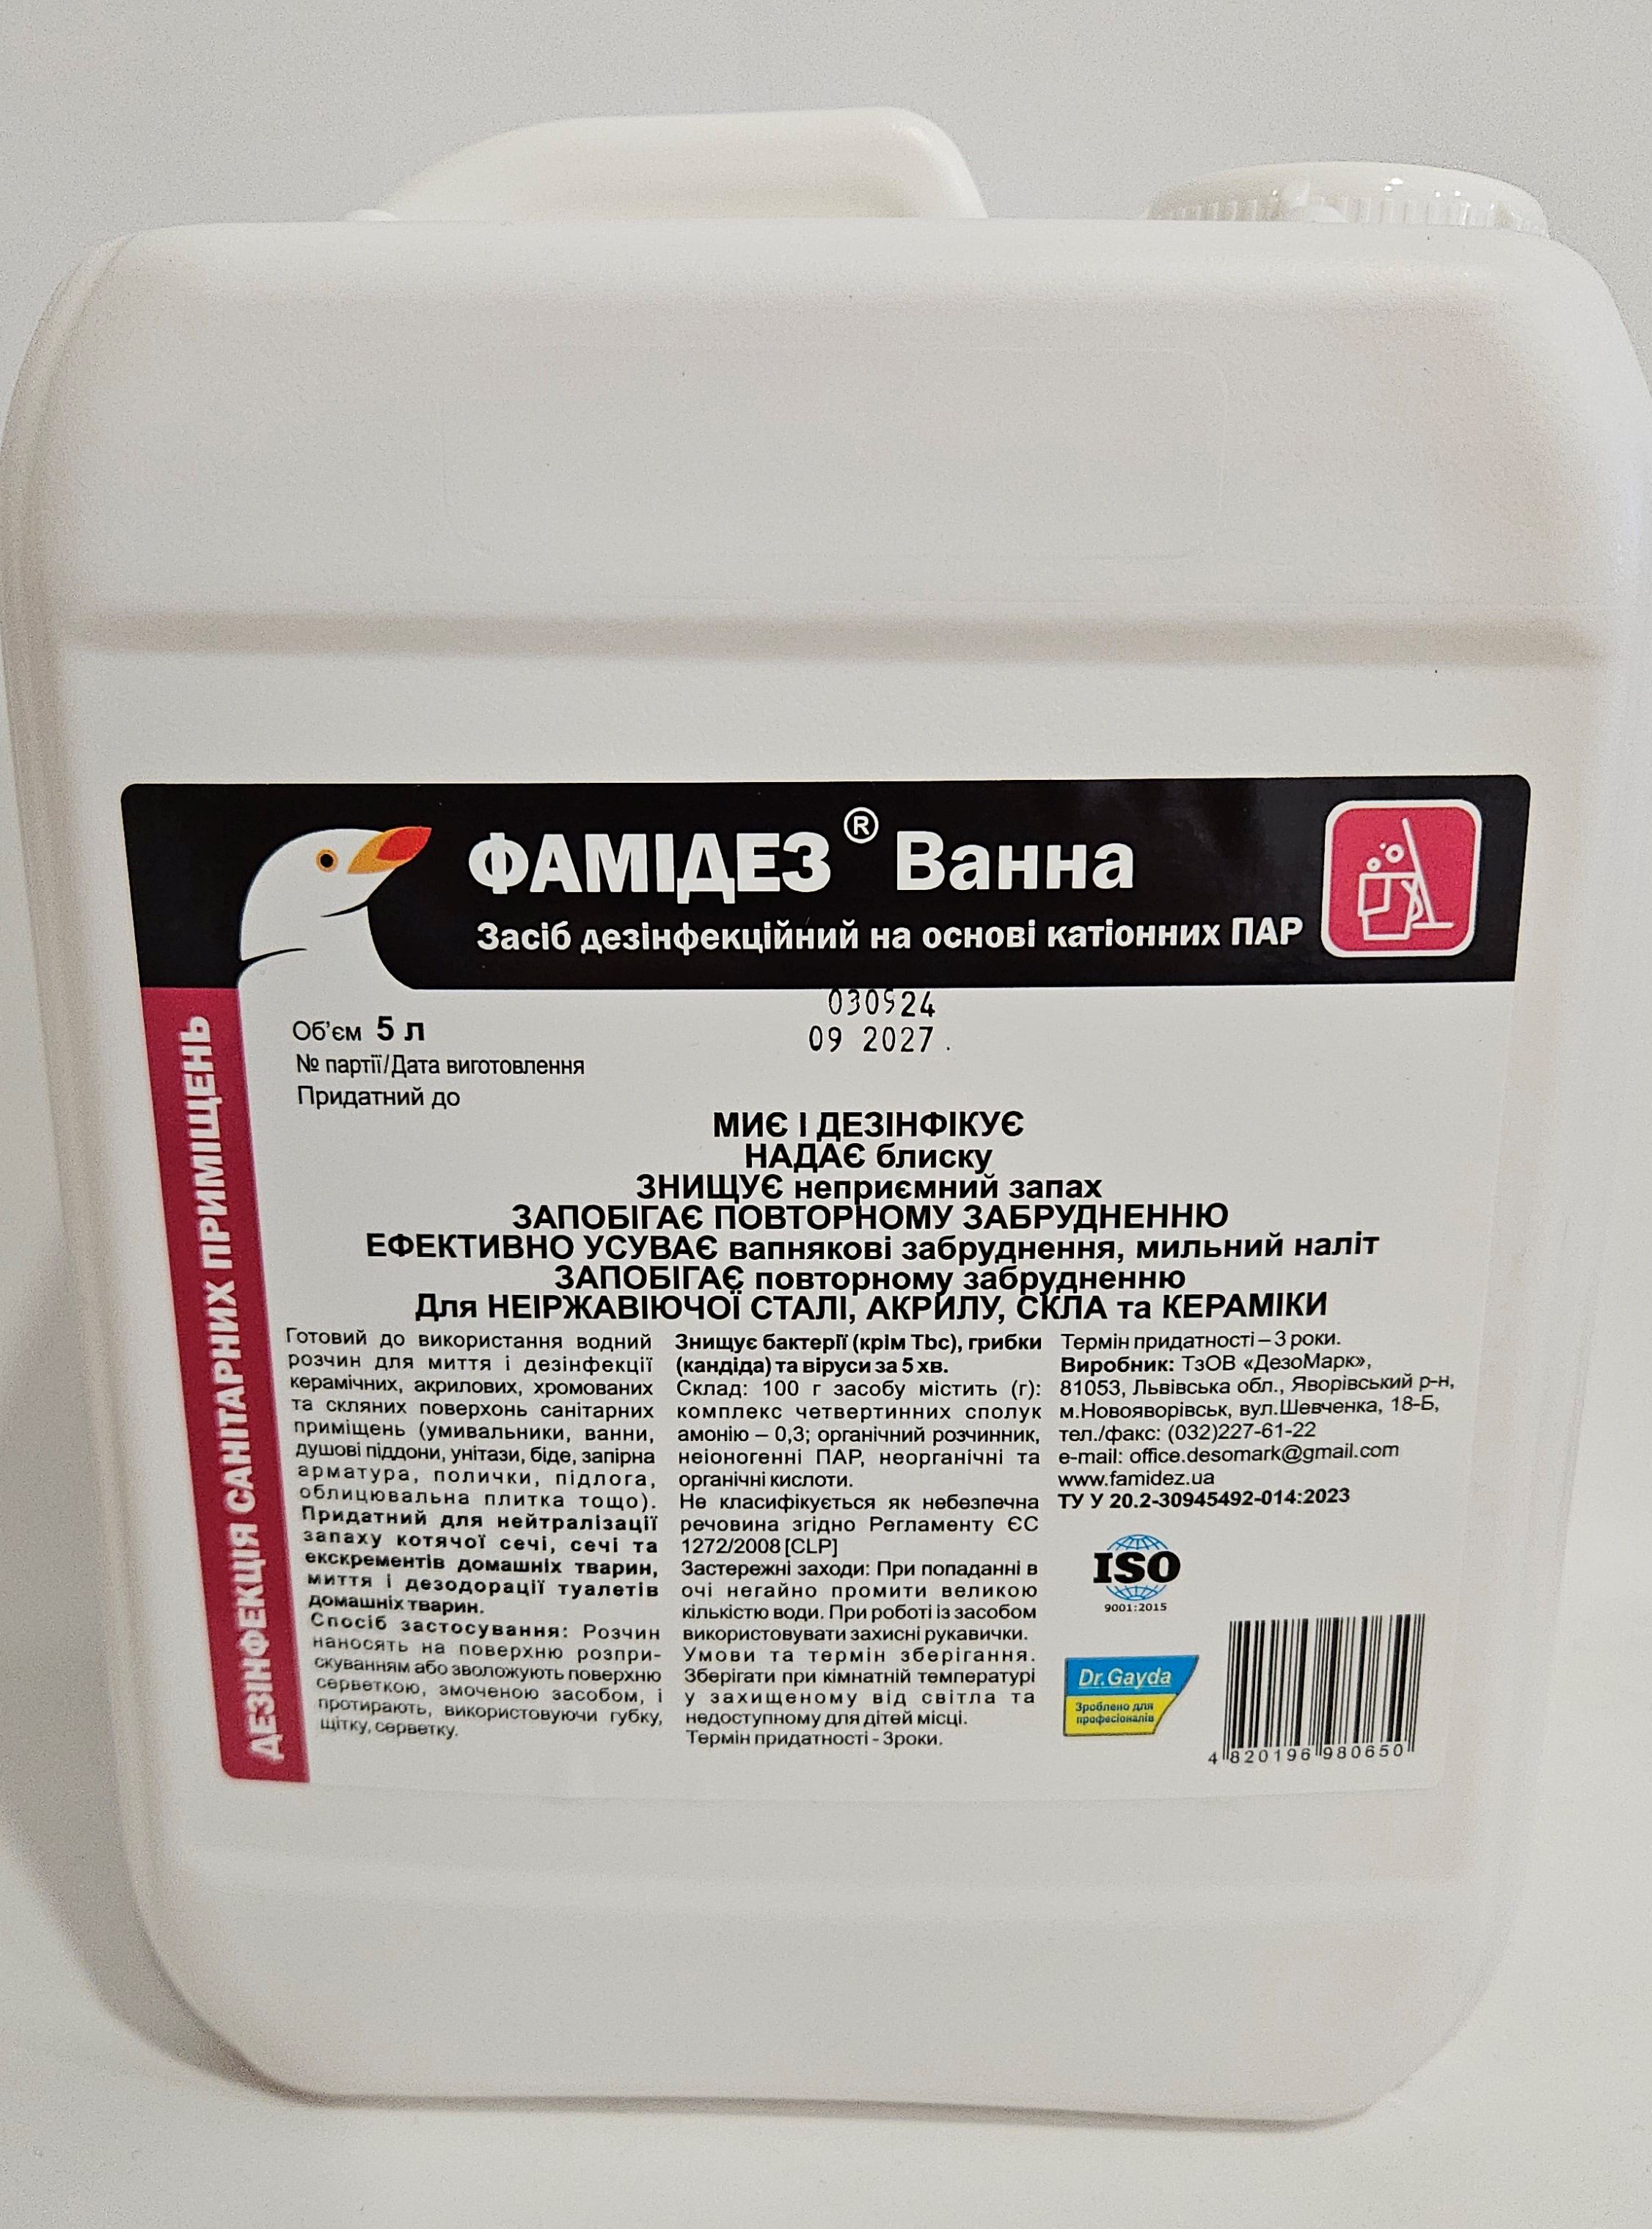 ФАМІДЕЗ® Ванна
Засіб дезінфекційний на основі катіонних ПАР
ДЕЗІНФЕКЦІЯ САНІТАРНИХ ПРИМІЩЕНЬ
030924
09 2027 .
Об'єм 5 л
№ партії/Дата виготовлення
Придатний до
МИЄ І ДЕЗІНФІКУЄ
НАДАЄ блиску
ЗНИЩУЄ неприємний запах
ЗАПОБІГАЄ ПОВТОРНОМУ ЗАБРУДНЕННЮ
ЕФЕКТИВНО УСУВАЄ вапнякові забруднення, мильний наліт
ЗАПОБІГАЄ повторному забрудненню
Для НЕІРЖАВІЮЧОЇ СТАЛІ, АКРИЛУ, СКЛА та КЕРАМІКИ
Готовий до використання водний
розчин для миття і дезінфекції
керамічних, акрилових, хромованих
та скляних поверхонь санітарних
приміщень (умивальники, ванни,
душові піддони, унітази, біде, запірна
арматура, полички, підлога,
облицювальна плитка тощо).
Придатний для нейтралізації
запаху котячої сечі, сечі та
екскрементів домашніх тварин,
миття і дезодорації туалетів
домашніх тварин.
Спосіб застосування: Розчин
наносять на поверхню розпри-
скуванням або зволожують поверхню
серветкою, змоченою засобом, і
протирають, використовуючи губку,
щітку, серветку.
Знищує бактерії (крім Tbc), грибки
(кандіда) та віруси за 5 хв.
Склад: 100 г засобу містить (г):
комплекс четвертинних сполук
амонію – 0,3; органічний розчинник,
неіоногенні ПАР, неорганічні та
органічні кислоти.
Не класифікується як небезпечна
речовина згідно Регламенту ЄС
1272/2008 [CLP]
Застережні заходи: При попаданні в
очі негайно промити великою
кількістю води. При роботі із засобом
використовувати захисні рукавички.
Умови та термін зберігання.
Зберігати при кімнатній температурі
у захищеному від світла та
недоступному для дітей місці.
Термін придатності - 3роки.
Термін придатності – 3 роки.
Виробник: ТзОВ «ДезоМарк»,
81053, Львівська обл., Яворівський р-н,
м.Новояворівськ, вул.Шевченка, 18-Б,
тел./факс: (032)227-61-22
e-mail: office.desomark@gmail.com
www.famidez.ua
ТУ У 20.2-30945492-014:2023
ISO
9001:2015
Dr.Gayda
Зроблено для
професіоналів
4 820196 980650